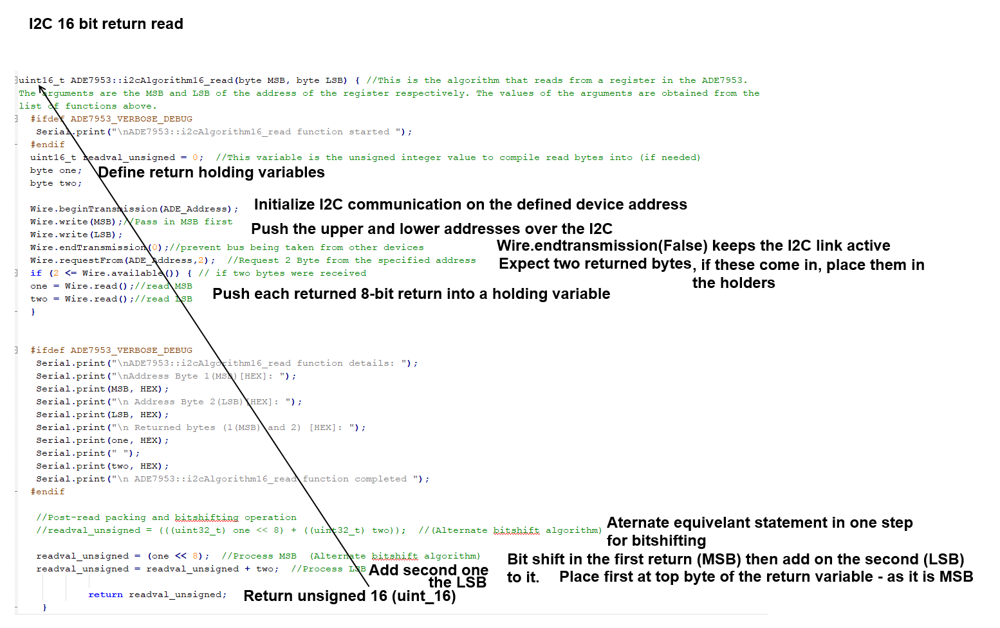 I2C 16 bit return read
uint16_t ADE7953::i2cAlgorithm16_read(byte MSB, byte LSB) { //This is the algorithm that reads from a register in the ADE7953.
The arguments are the MSB and LSB of the address of the register respectively. The values of the arguments are obtained from the
list of functions above.
#ifdef ADE7953_VERBOSE_DEBUG
Serial.print("\nADE7953::i2cAlgorithm16_read function started ");
#endif
uint16_t readval_unsigned = 0;  //This variable is the unsigned integer value to compile read bytes into (if needed)
byte one;
Define return holding variables
byte two;
Initialize I2C communication on the defined device address
Wire.beginTransmission(ADE_Address);
Wire.write(MSB);//Pass in MSB first
Push the upper and lower addresses over the I2C
Wire.write(LSB);
Wire.endTransmission(0);//prevent bus being taken from other devices
Wire.endtransmission(False) keeps the I2C link active
Wire.requestFrom(ADE_Address,2);  //Request 2 Byte from the specified address
Expect two returned bytes, if these come in, place them in
the holders
if (2 <= Wire.available()) { // if two bytes were received
one = Wire.read();//read MSB
Push each returned 8-bit return into a holding variable
two = Wire.read();//read LSB
}
#ifdef ADE7953_VERBOSE_DEBUG
Serial.print("\nADE7953::i2cAlgorithm16_read function details: ");
Serial.print("\nAddress Byte 1(MSB)[HEX]: ");
Serial.print(MSB, HEX);
Serial.print("\n Address Byte 2(LSB)[HEX]: ");
Serial.print(LSB, HEX);
Serial.print("\n Returned bytes (1(MSB) and 2) [HEX]: ");
Serial.print(one, HEX);
Serial.print(" ");
Serial.print(two, HEX);
Serial.print("\n ADE7953::i2cAlgorithm16_read function completed ");
#endif
//Post-read packing and bitshifting operation
//readval_unsigned = (((uint32_t) one << 8) + ((uint32_t) two));  //(Alternate bitshift algorithm)
Aternate equivelant statement in one step
for bitshifting
readval_unsigned = (one << 8);  //Process MSB  (Alternate bitshift algorithm)
Bit shift in the first return (MSB) then add on the second (LSB)
to it.
Place first at top byte of the return variable - as it is MSB
readval_unsigned = readval_unsigned + two;  //Process LSB
Add second one
the LSB
return readval_unsigned;
Return unsigned 16 (uint_16)
}